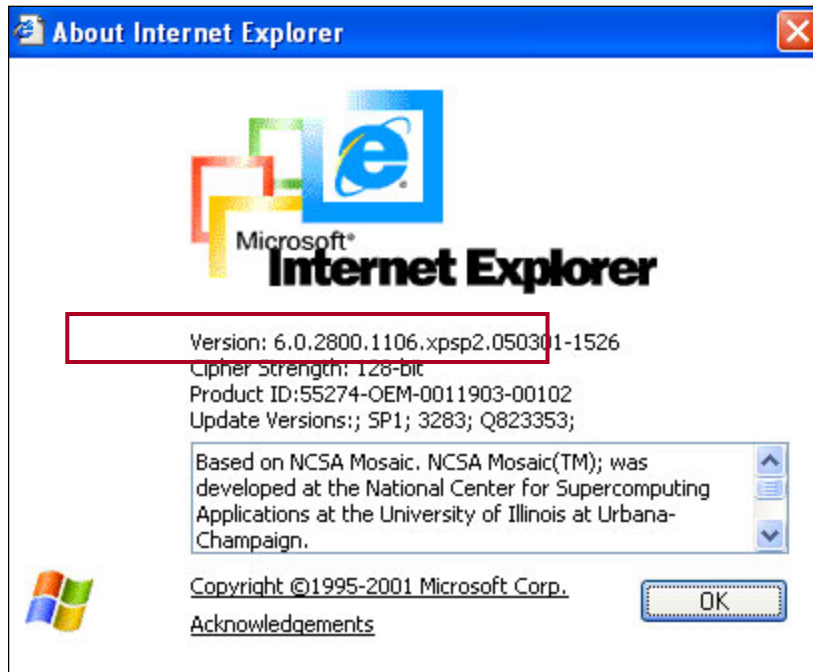 About Internet Explorer
Microsoft®
Internet Explorer
Version: 6.0.2800.1106.xpsp2.050301-1526
Cipher Strength: 128-bit
Product ID:55274-OEM-0011903-00102
Update Versions:; SP1; 3283; Q823353;
Based on NCSA Mosaic. NCSA Mosaic(TM); was
developed at the National Center for Supercomputing
Applications at the University of Illinois at Urbana-
Champaign.
Copyright ©1995-2001 Microsoft Corp.
OK
Acknowledgements